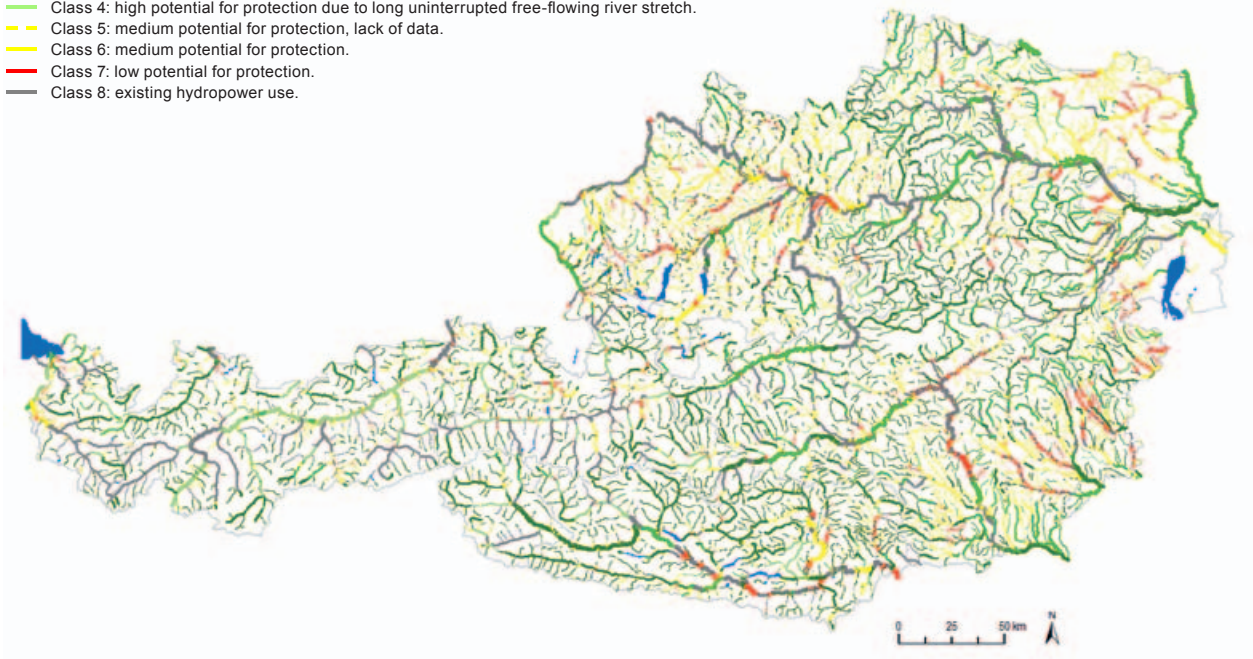 Class 4: high potential for protection due to long uninterrupted free-flowing river stretch.
Class 5: medium potential for protection, lack of data.
Class 6: medium potential for protection.
Class 7: low potential for protection.
Class 8: existing hydropower use.
0 25 50 km
N